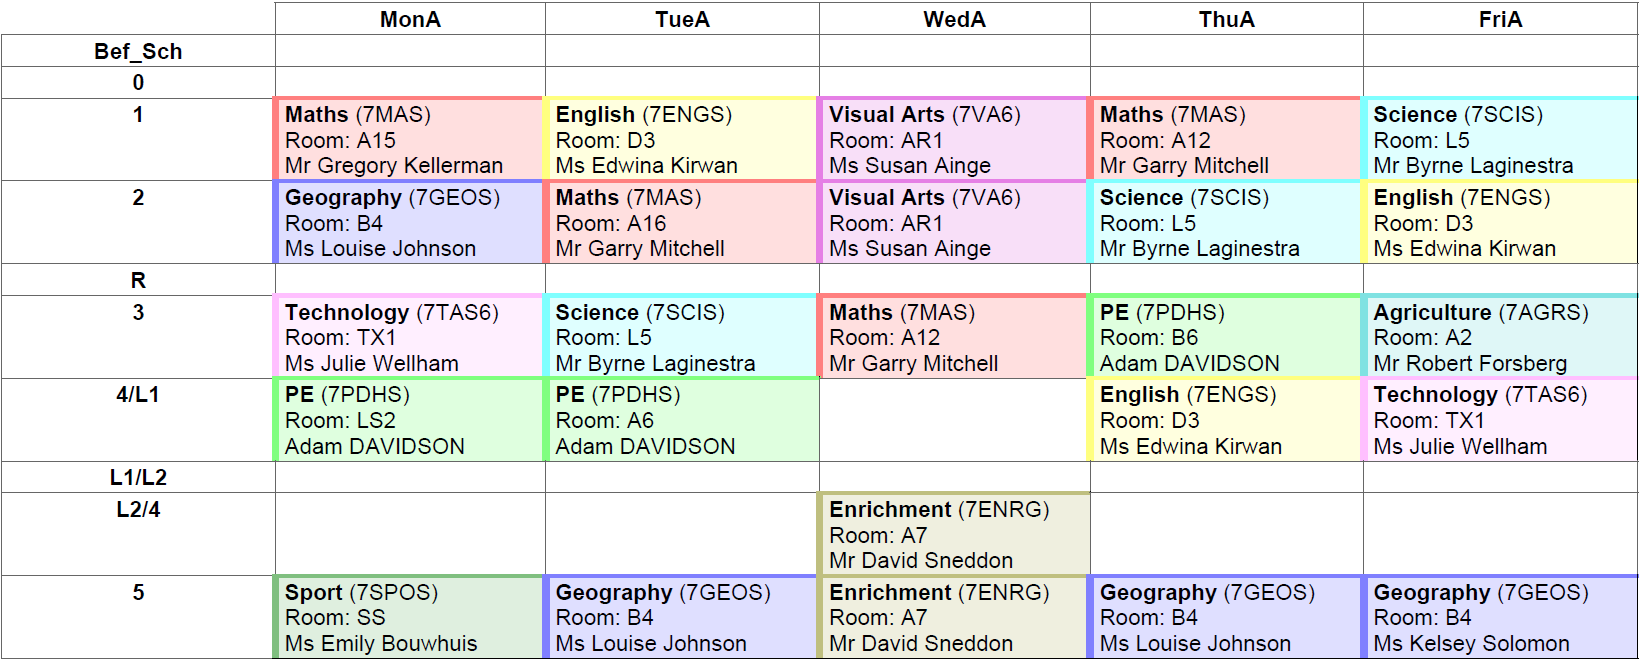 MonA TueA WedA ThuA FriA
Bef_Sch
0
1
Maths (7MAS)
Room: A15
Mr Gregory Kellerman
English (7ENGS)
Room: D3
Ms Edwina Kirwan
Visual Arts (7VA6)
Room: AR1
Ms Susan Ainge
Maths (7MAS)
Room: A12
Mr Garry Mitchell
Science (7SCIS)
Room: L5
Mr Byrne Laginestra
2
Geography (7GEOS)
Room: B4
Ms Louise Johnson
Maths (7MAS)
Room: A16
Mr Garry Mitchell
Visual Arts (7VA6)
Room: AR1
Ms Susan Ainge
Science (7SCIS)
Room: L5
Mr Byrne Laginestra
English (7ENGS)
Room: D3
Ms Edwina Kirwan
R
3
Technology (7TAS6)
Room: TX1
Ms Julie Wellham
Science (7SCIS)
Room: L5
Mr Byrne Laginestra
Maths (7MAS)
Room: A12
Mr Garry Mitchell
PE (7PDHS)
Room: B6
Adam DAVIDSON
Agriculture (7AGRS)
Room: A2
Mr Robert Forsberg
4/L1
PE (7PDHS)
Room: LS2
Adam DAVIDSON
PE (7PDHS)
Room: A6
Adam DAVIDSON
English (7ENGS)
Room: D3
Ms Edwina Kirwan
Technology (7TAS6)
Room: TX1
Ms Julie Wellham
L1/L2
L2/4
Enrichment (7ENRG)
Room: A7
Mr David Sneddon
5
Sport (7SPOS)
Room: SS
Ms Emily Bouwhuis
Geography (7GEOS)
Room: B4
Ms Louise Johnson
Enrichment (7ENRG)
Room: A7
Mr David Sneddon
Geography (7GEOS)
Room: B4
Ms Louise Johnson
Geography (7GEOS)
Room: B4
Ms Kelsey Solomon